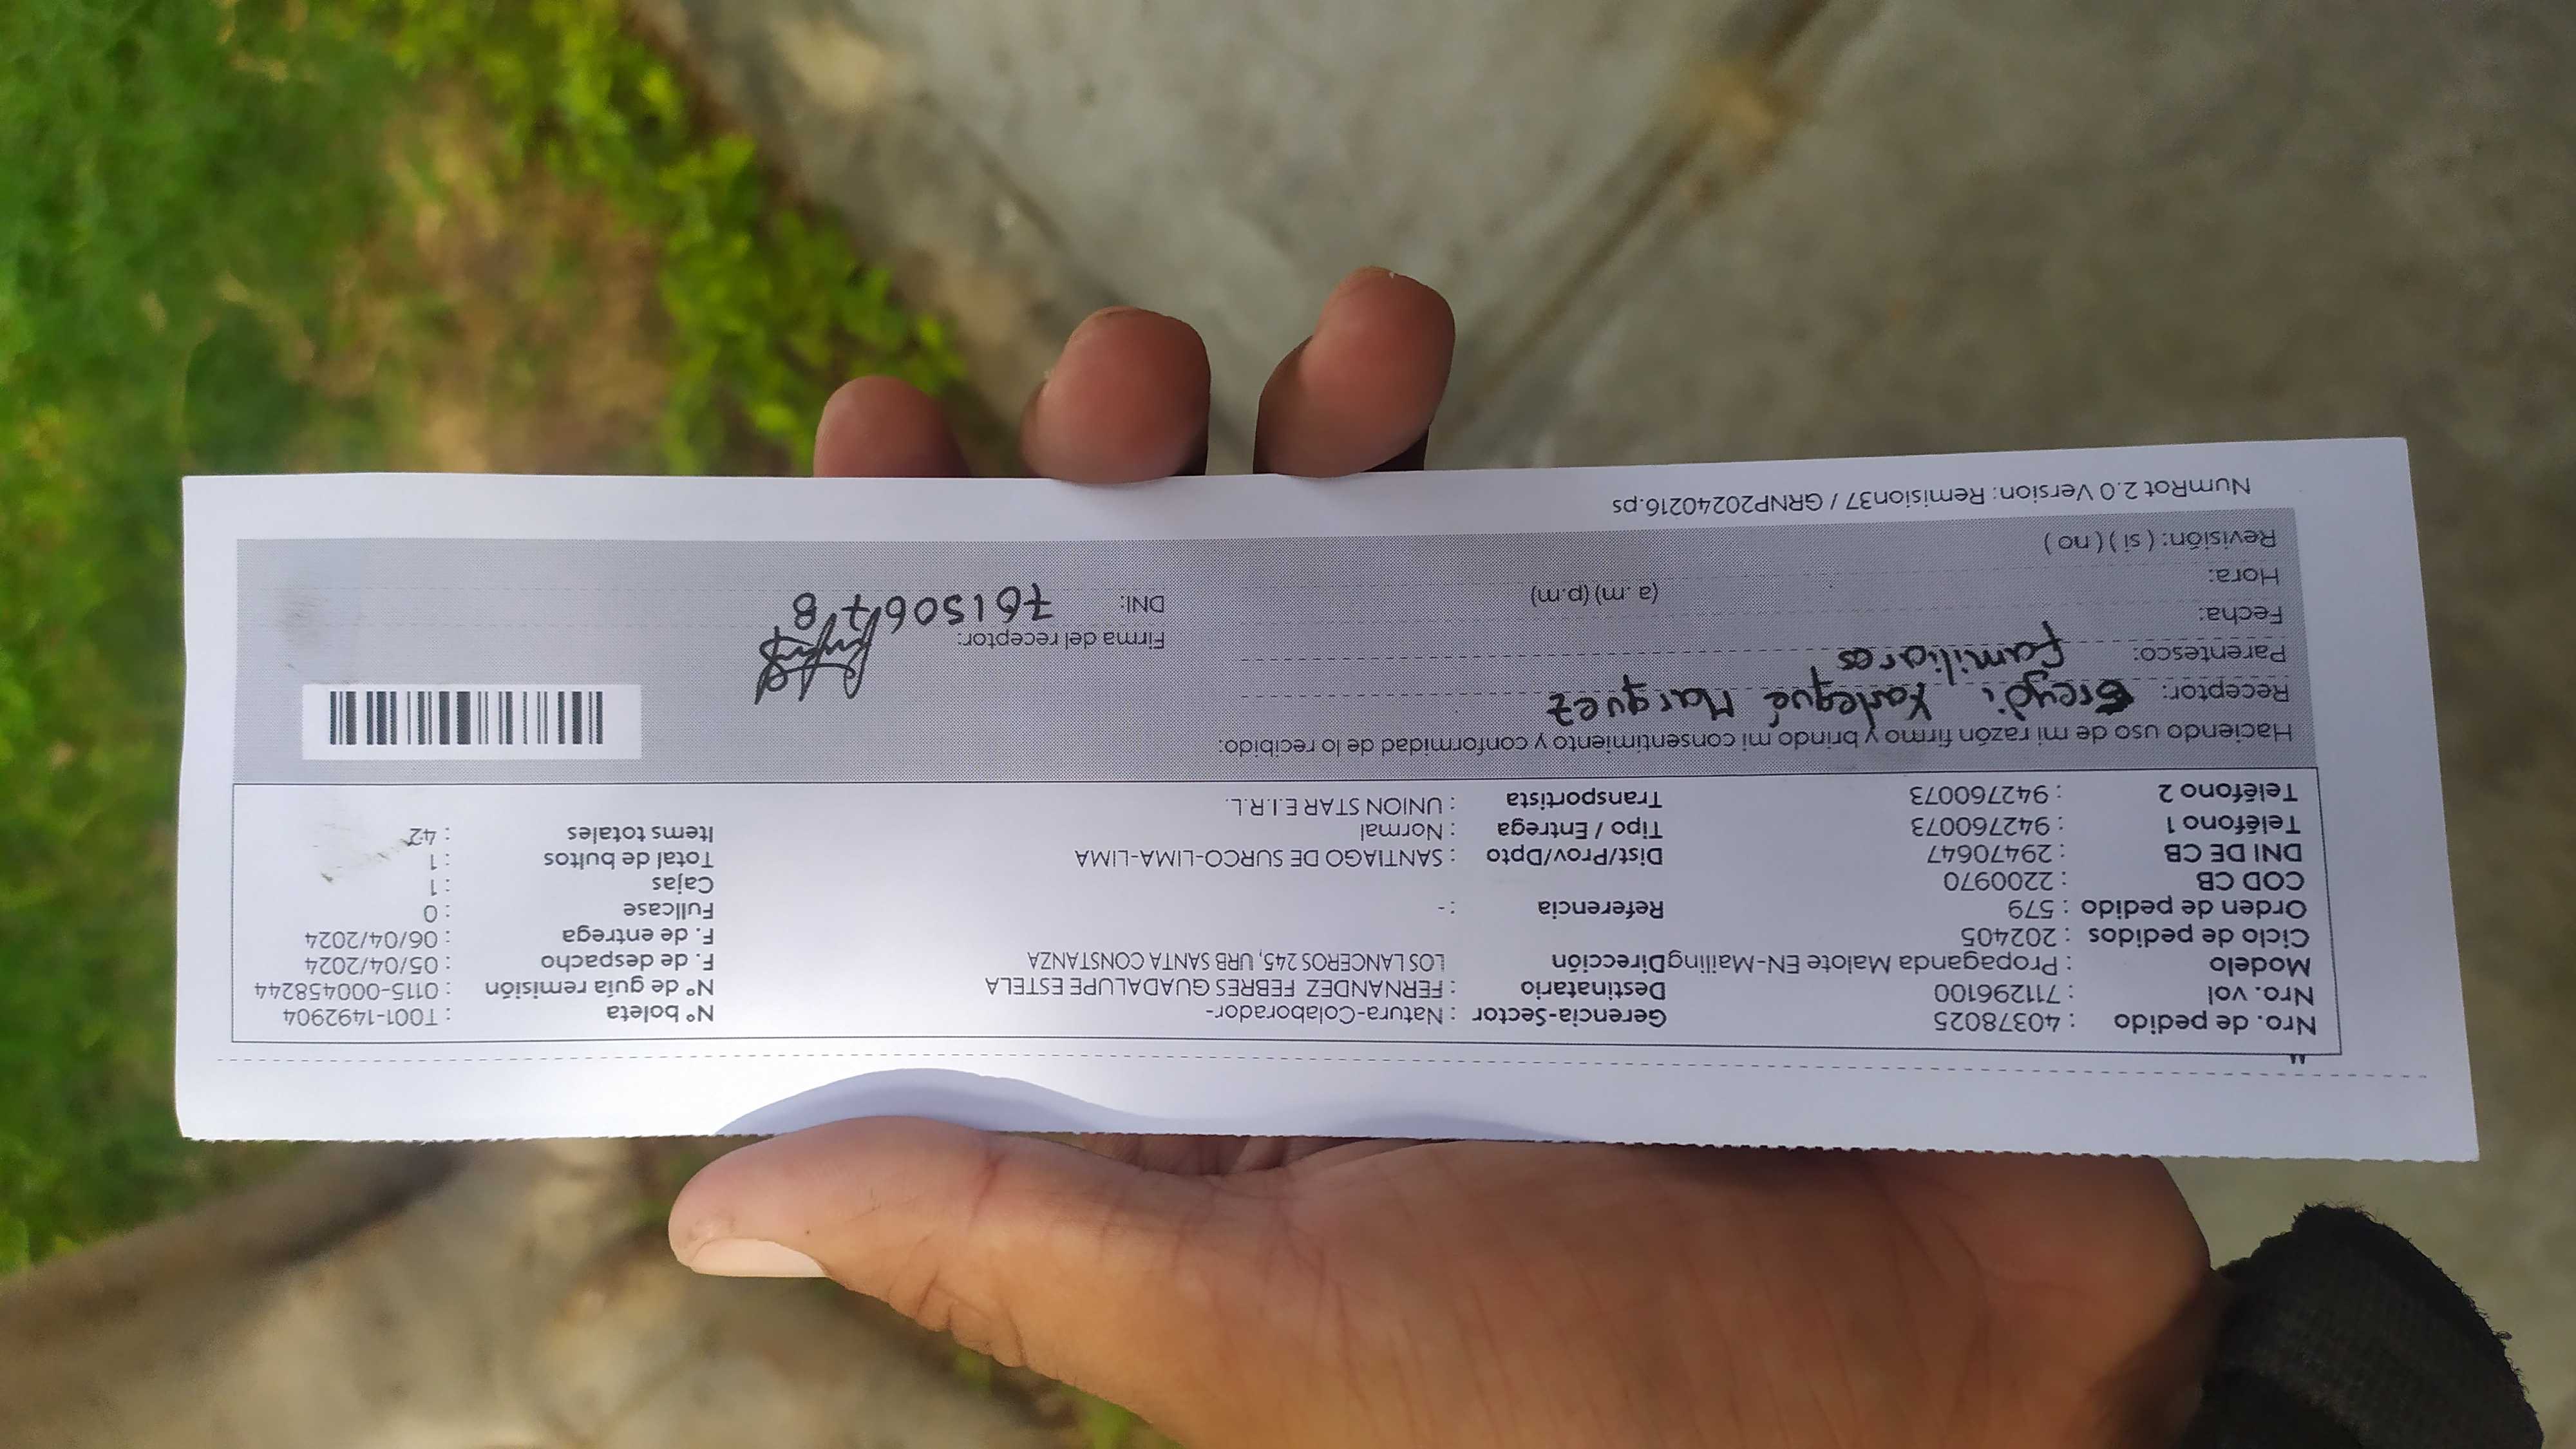 Nro. de pedido : 40378025 Gerencia-Sector : Natura-Colaborador- N° boleta : T001-1492904
Nro. vol : 711296100 Destinatario : FERNANDEZ FEBRES GUADALUPE ESTELA N° de guía remisión : 0115-000458244
Modelo : Propaganda Malote EN-Mailing Dirección LOS LANCEROS 245, URB SANTA CONSTANZA F. de despacho : 05/04/2024
Ciclo de pedidos : 202405 F. de entrega : 06/04/2024
Orden de pedido : 579 Referencia : - Fullcase : 0
COD CB : 2200970 Cajas : 1
DNI DE CB : 29470647 Dist/Prov/Dpto : SANTIAGO DE SURCO-LIMA-LIMA Total de bultos : 1
Teléfono 1 : 942760073 Tipo / Entrega : Normal Items totales : 42
Teléfono 2 : 942760073 Transportista : UNION STAR E.I.R.L.
Haciendo uso de mi razón firmo y brindo mi consentimiento y conformidad de lo recibido:
Receptor: Greydi Yarlequé Marquez
Parentesco: familiares Firma del receptor:
Fecha: DNI: 76150678
Hora: (a .m) (p.m)
Revisión: ( si ) ( no )
NumRot 2.0 Version: Remision37 / GRNP20240216.ps